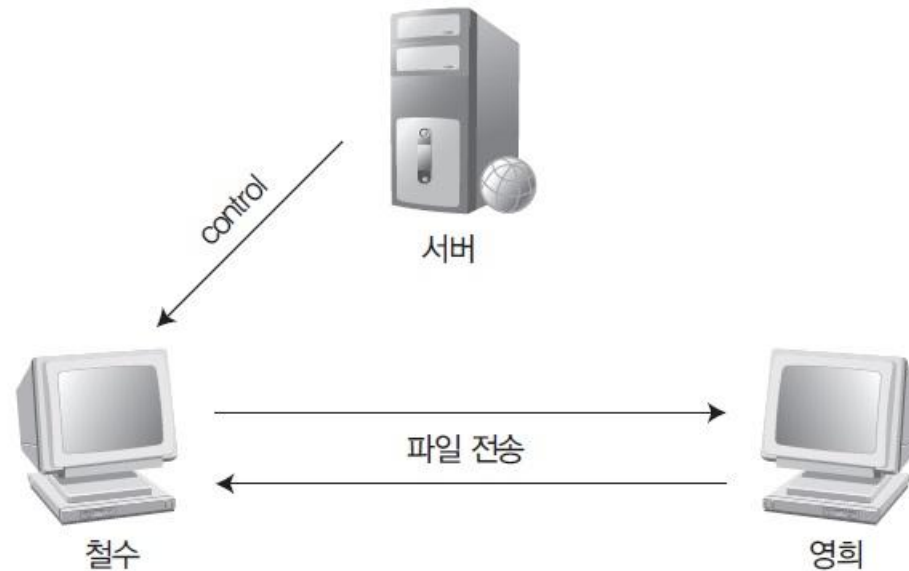 서버
control
파일 전송
철수
영희